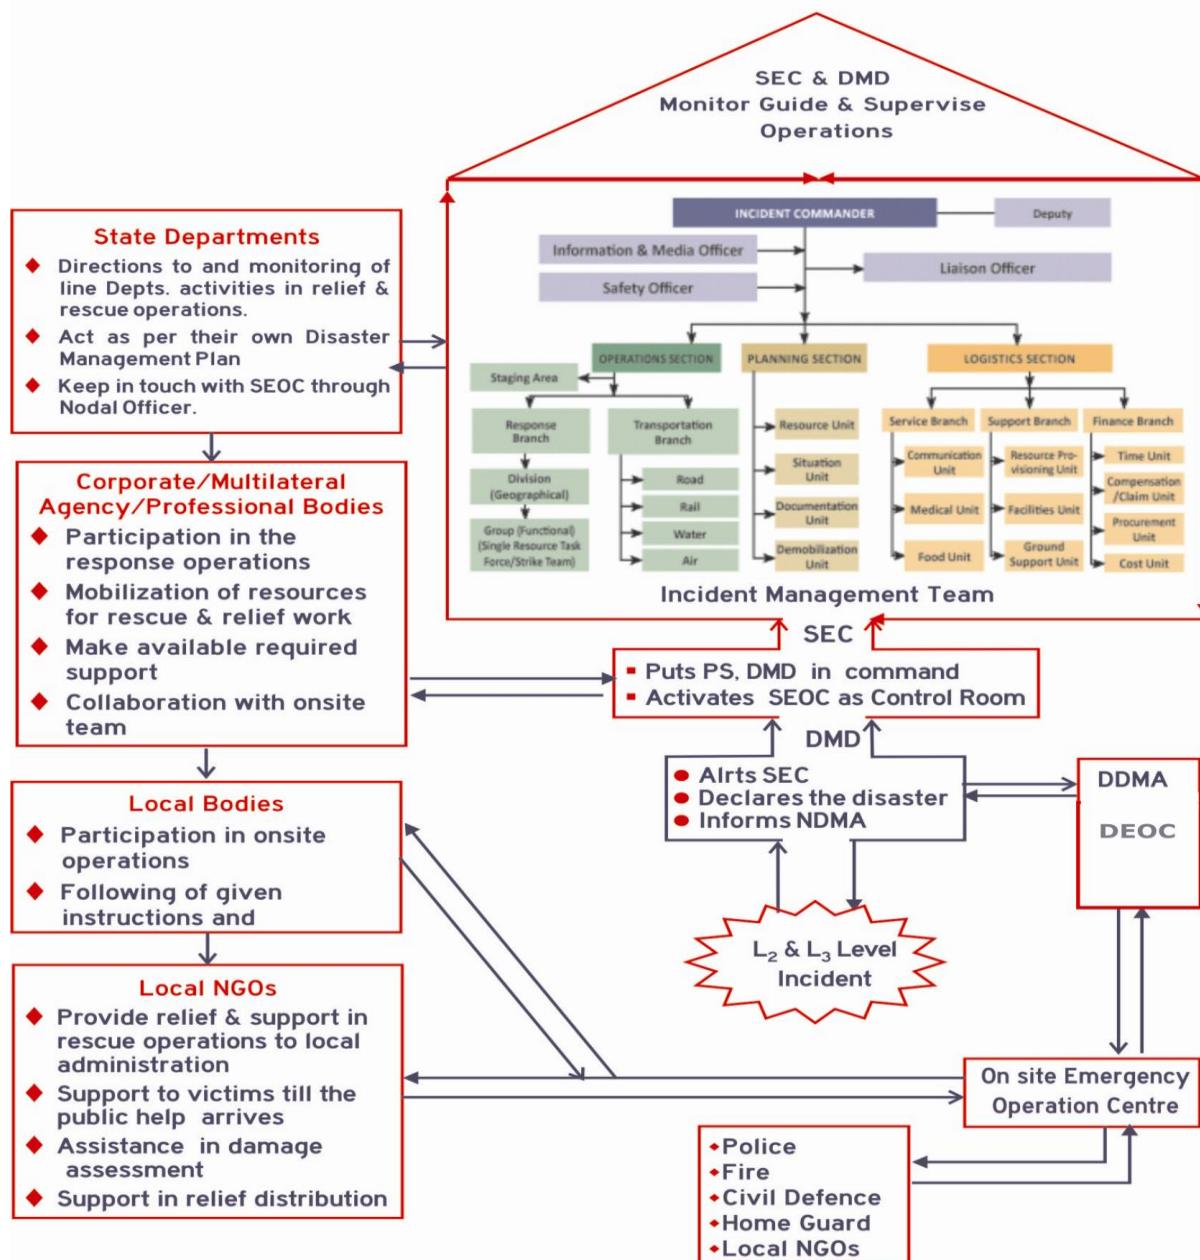 SEC & DMD
Monitor Guide & Supervise
Operations
INCIDENT COMMANDER
Deputy
Information & Media Officer
Liaison Officer
Safety Officer
OPERATIONS SECTION
PLANNING SECTION
LOGISTICS SECTION
Staging Area
Response
Branch
Transportation
Branch
Division
(Geographical)
Group (Functional)
(Single Resource Task
Force/Strike Team)
Road
Rail
Water
Air
Resource Unit
Situation
Unit
Documentation
Unit
Demobilization
Unit
Service Branch
Support Branch
Finance Branch
Communication
Unit
Medical Unit
Food Unit
Resource Pro-
visioning Unit
Facilities Unit
Ground
Support Unit
Time Unit
Compensation
/Claim Unit
Procurement
Unit
Cost Unit
Incident Management Team
State Departments
Directions to and monitoring of
line Depts. activities in relief &
rescue operations.
Act as per their own Disaster
Management Plan
Keep in touch with SEOC through
Nodal Officer.
Corporate/Multilateral
Agency/Professional Bodies
Participation in the
response operations
Mobilization of resources
for rescue & relief work
Make available required
support
Collaboration with onsite
team
Local Bodies
Participation in onsite
operations
Following of given
instructions and
Local NGOs
Provide relief & support in
rescue operations to local
administration
Support to victims till the
public help arrives
Assistance in damage
assessment
Support in relief distribution
SEC
Puts PS, DMD in command
Activates SEOC as Control Room
DMD
Alrts SEC
Declares the disaster
Informs NDMA
DDMA
DEOC
L₂ & L₃ Level
Incident
On site Emergency
Operation Centre
Police
Fire
Civil Defence
Home Guard
Local NGOs